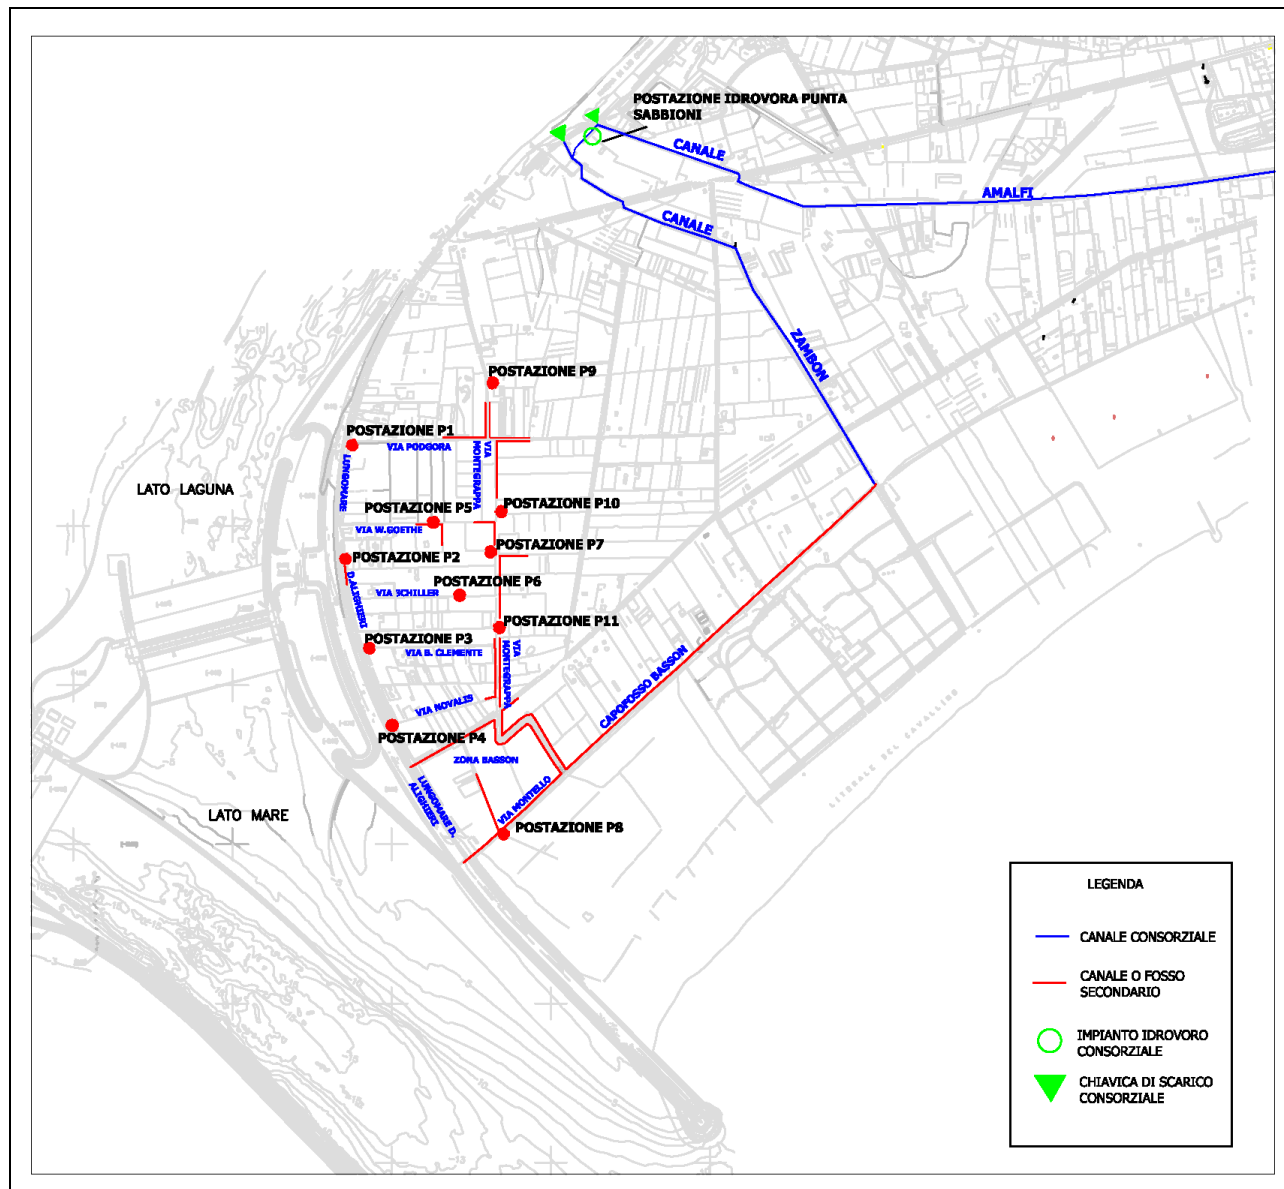 POSTAZIONE IDROVORA PUNTA
SABBIONI
CANALE
AMALFI
CANALE
ZAMBON
POSTAZIONE P9
POSTAZIONE P1
VIA PODGORA
VIA
MONTEGRAPPA
LUNGOMARE
LATO LAGUNA
POSTAZIONE P5
POSTAZIONE P10
VIA W.GOETHE
POSTAZIONE P2
POSTAZIONE P7
D.ALIGHIERI
POSTAZIONE P6
VIA SCHILLER
POSTAZIONE P11
POSTAZIONE P3
VIA B. CLEMENTE
VIA
MONTEGRAPPA
CAPOFOSSO BASSON
VIA NOVALIS
POSTAZIONE P4
ZONA BASSON
LITORALE DEL CAVALLINO
LUNGOMARE D.
ALIGHIERI
VIA MONTELLO
LATO MARE
POSTAZIONE P8
LEGENDA
CANALE CONSORZIALE
CANALE O FOSSO
SECONDARIO
IMPIANTO IDROVORO
CONSORZIALE
CHIAVICA DI SCARICO
CONSORZIALE